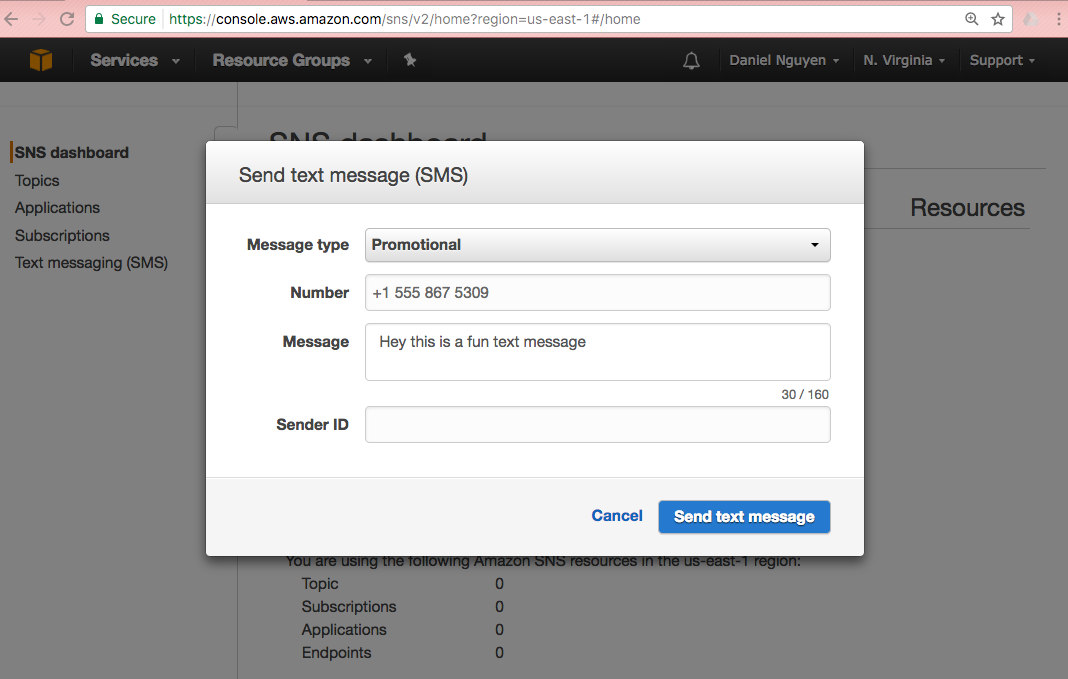 Secure https://console.aws.amazon.com/sns/v2/home?region=us-east-1#/home
Services Resource Groups Daniel Nguyen N. Virginia Support
SNS dashboard
SNS dashboard
Topics
Applications
Subscriptions
Text messaging (SMS)
Resources
Send text message (SMS)
Message type Promotional
Number +1 555 867 5309
Message Hey this is a fun text message
30 / 160
Sender ID
Cancel Send text message
You are using the following Amazon SNS resources in the us-east-1 region:
Topic 0
Subscriptions 0
Applications 0
Endpoints 0